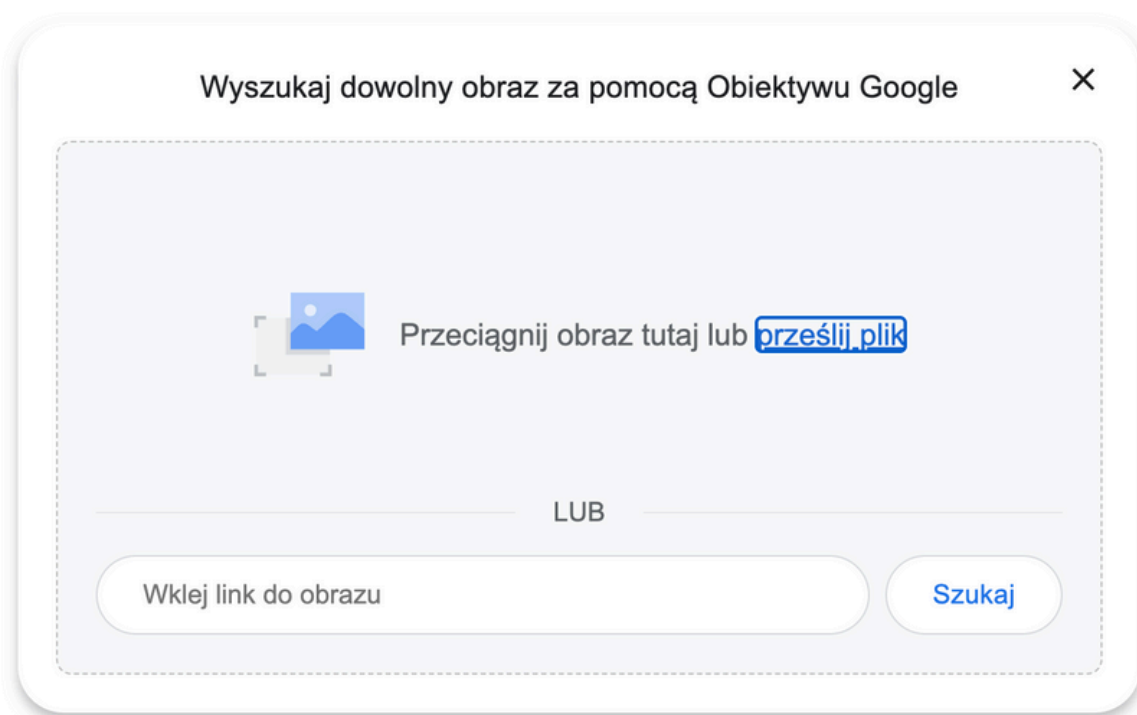 Wyszukaj dowolny obraz za pomocą Obiektywu Google
Przeciągnij obraz tutaj lub prześlij plik
LUB
Wklej link do obrazu
Szukaj